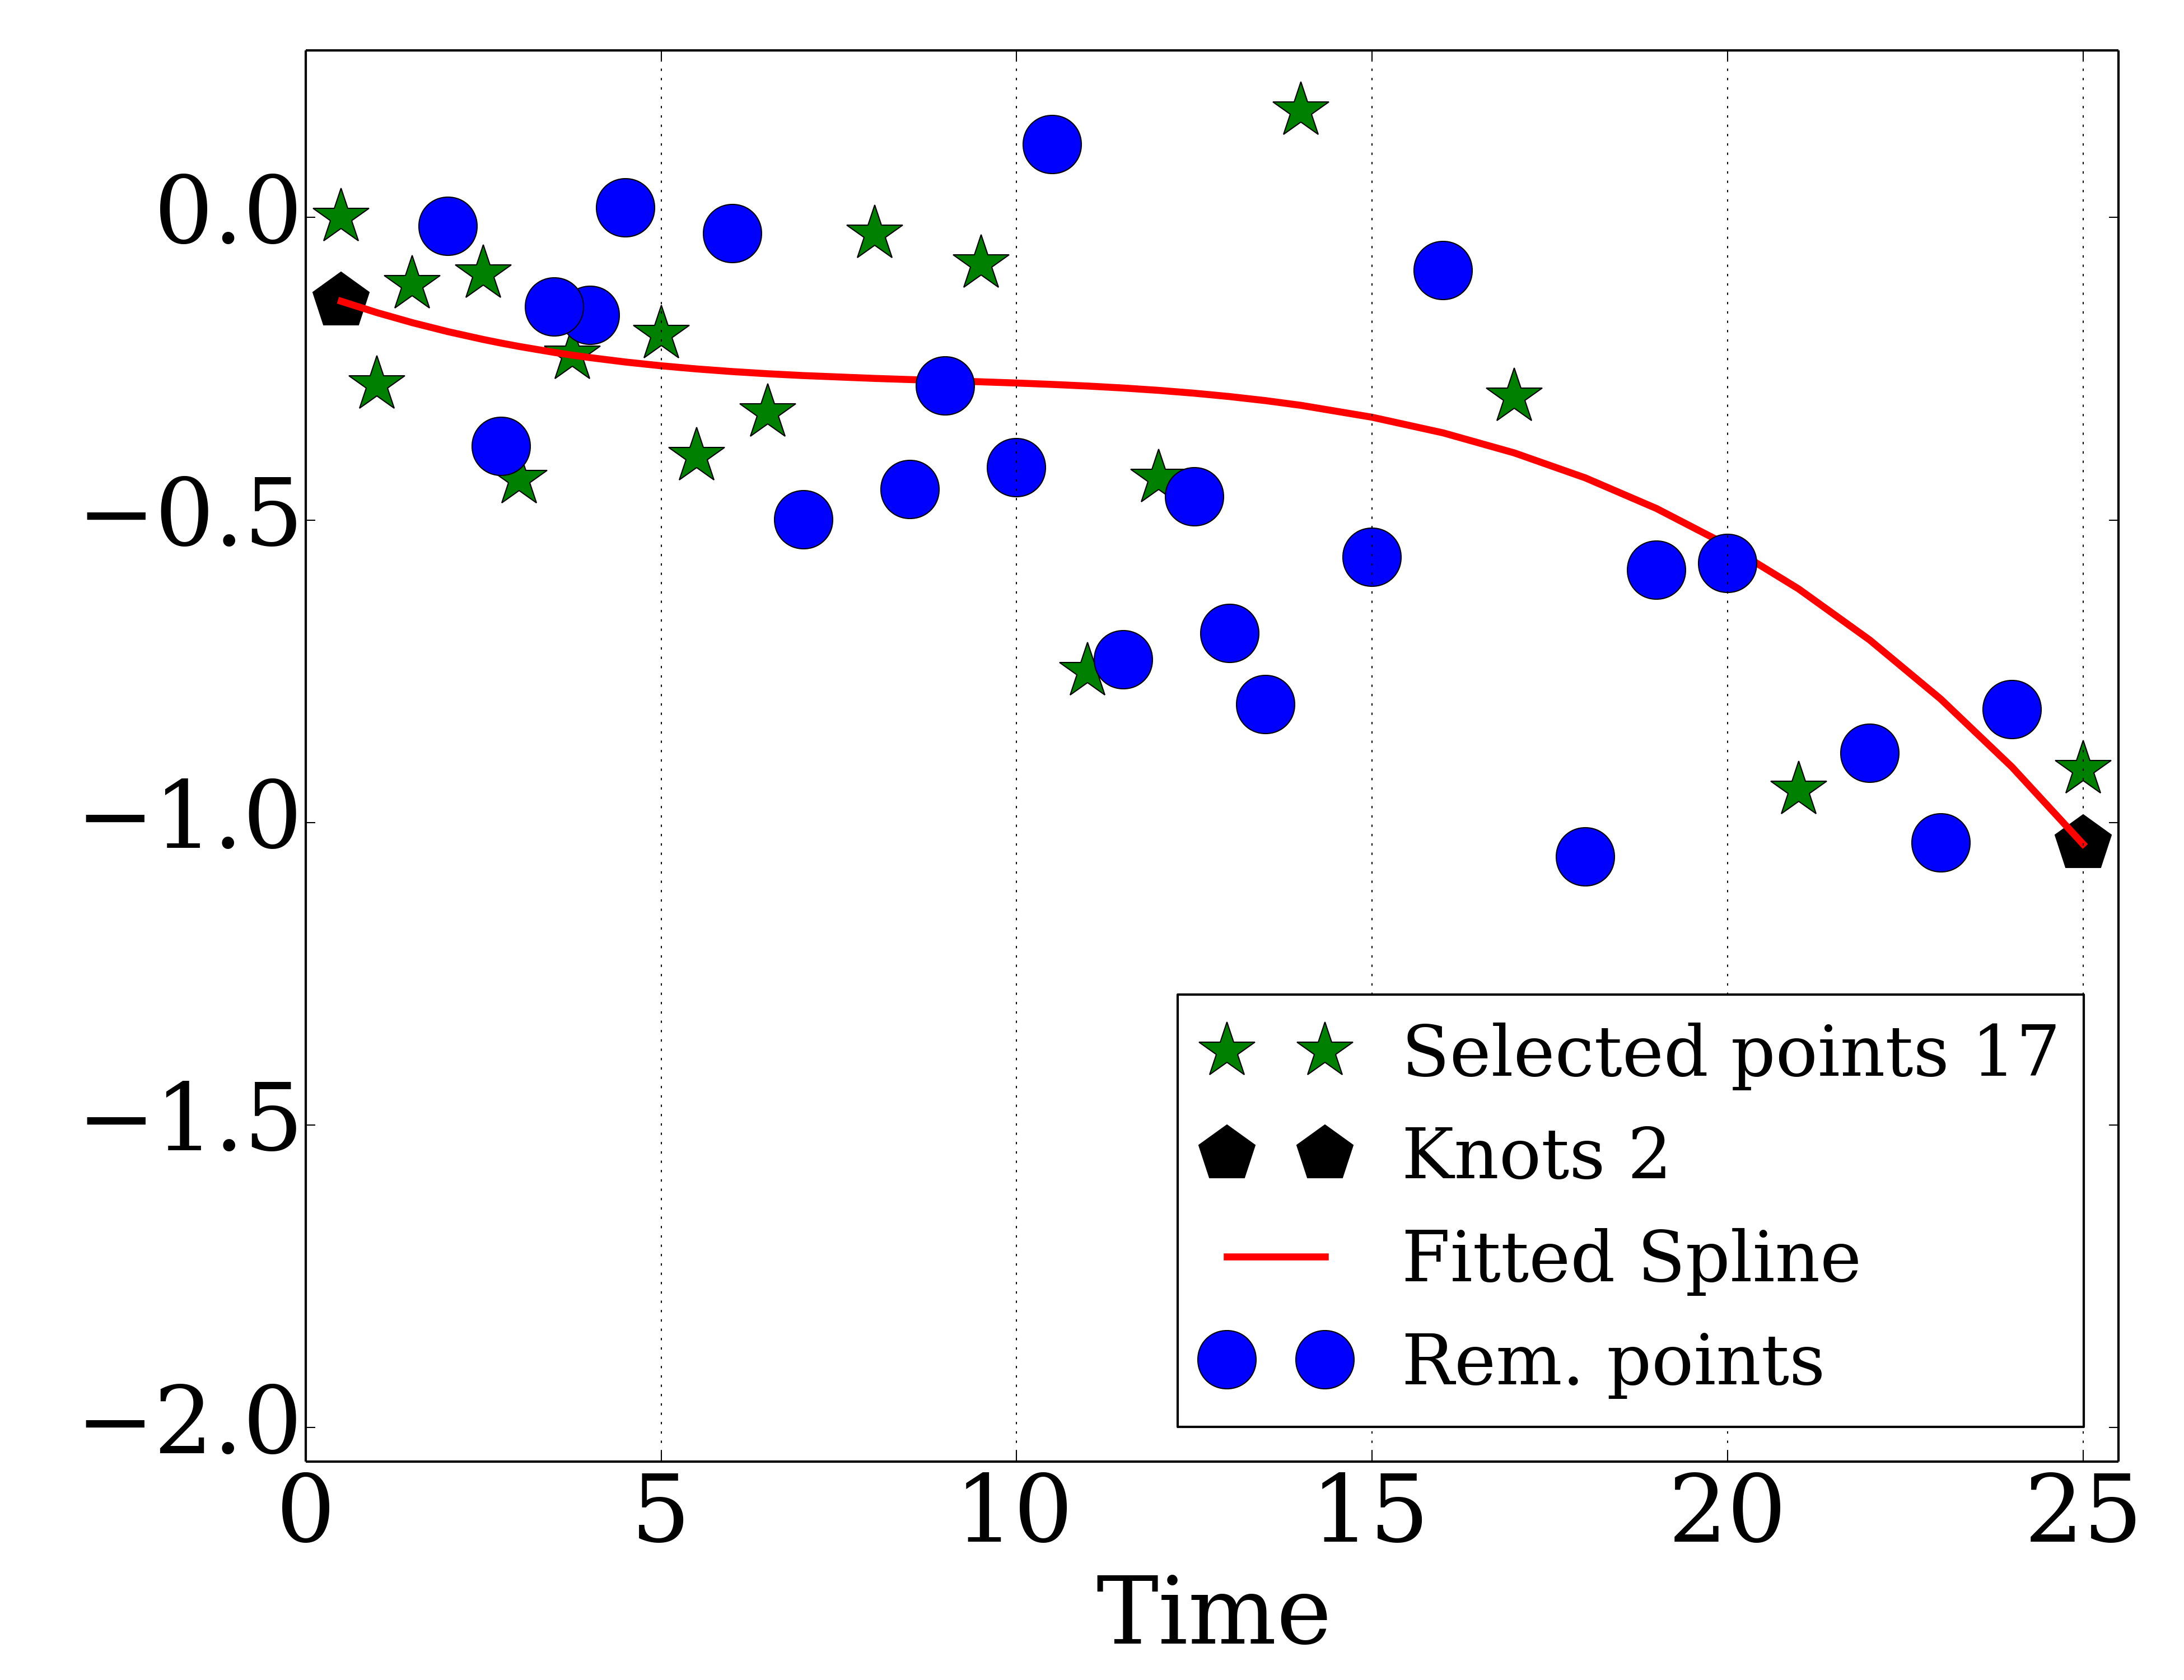 0.0
−0.5
−1.0
−1.5
−2.0
0 5 10 15 20 25
Time
Selected points 17
Knots 2
Fitted Spline
Rem. points